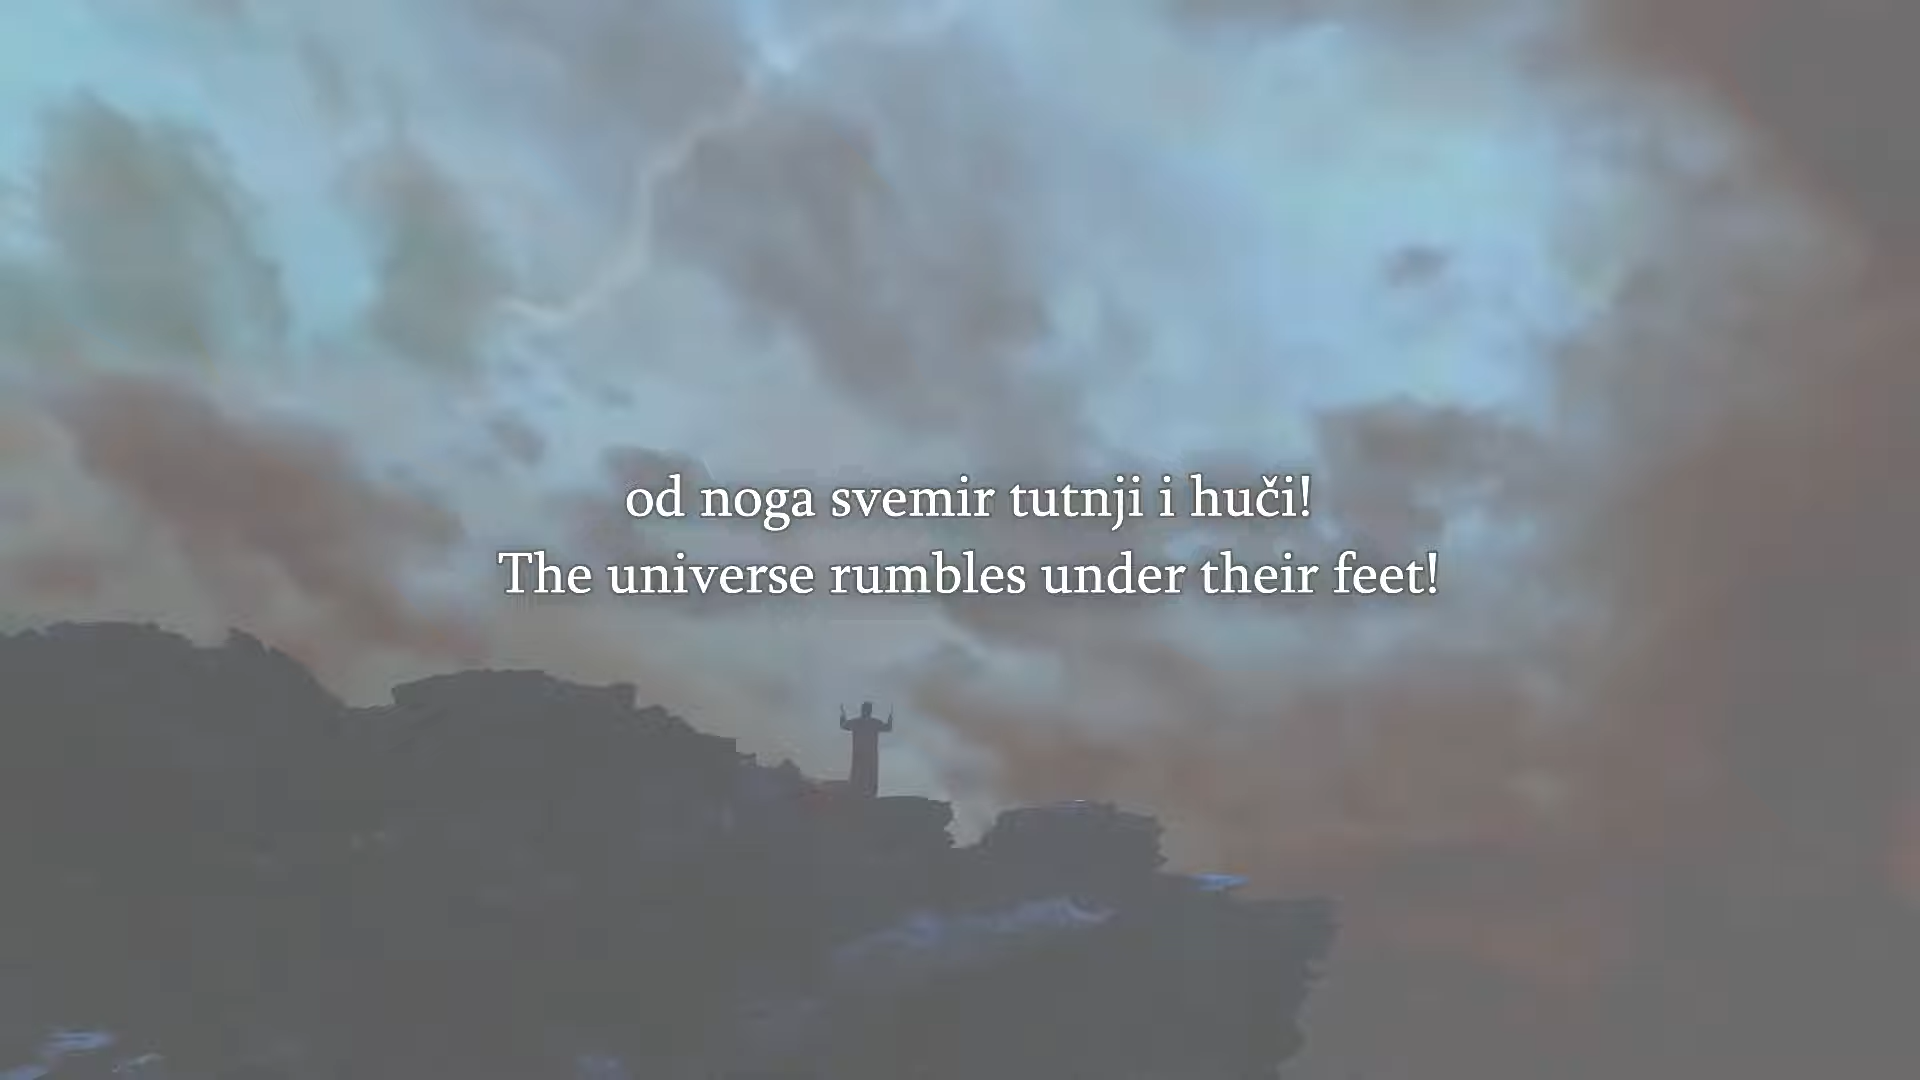 od noga svemir tutnji i huči!
The universe rumbles under their feet!